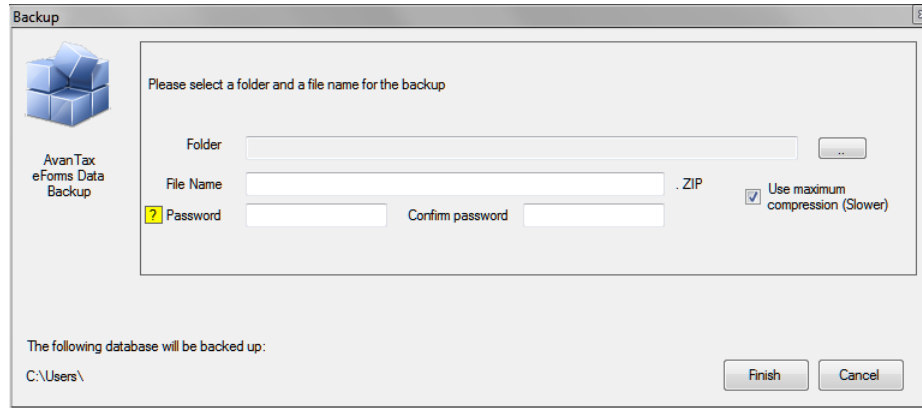 Backup
AvanTax
eForms Data
Backup
Please select a folder and a file name for the backup
Folder
..
File Name
. ZIP
Use maximum
compression (Slower)
? Password
Confirm password
The following database will be backed up:
C:\Users\
Finish
Cancel